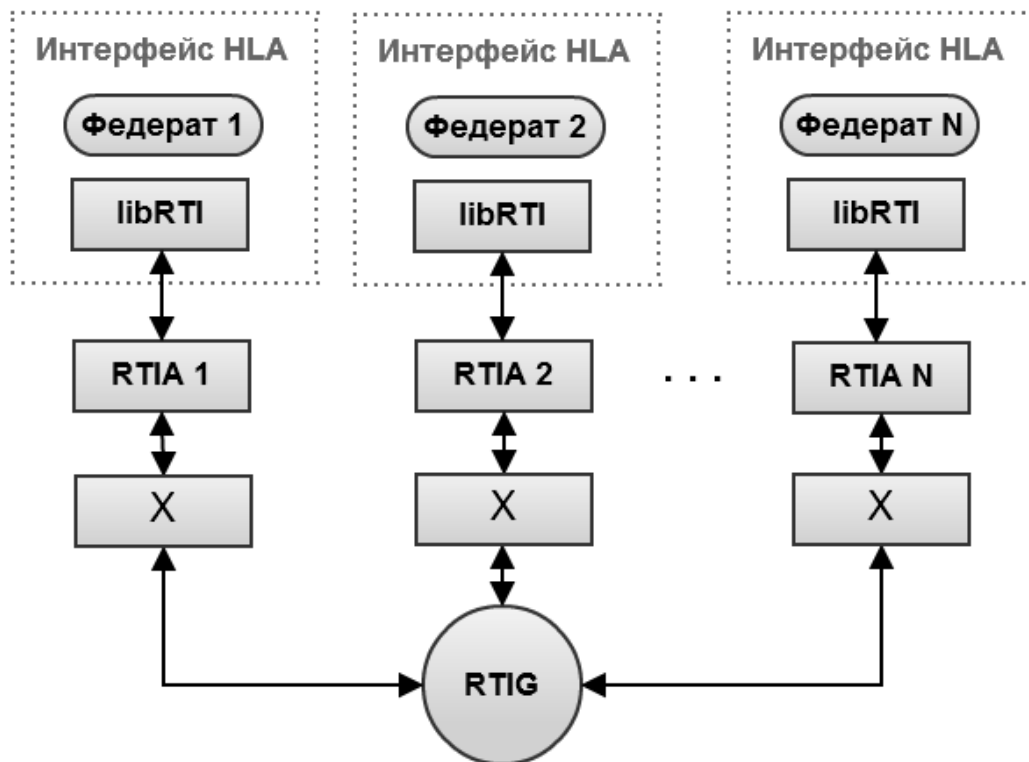 Интерфейс HLA
Интерфейс HLA
Интерфейс HLA
Федерат 1
Федерат 2
Федерат N
libRTI
libRTI
libRTI
RTIA 1
RTIA 2
. . .
RTIA N
X
X
X
RTIG